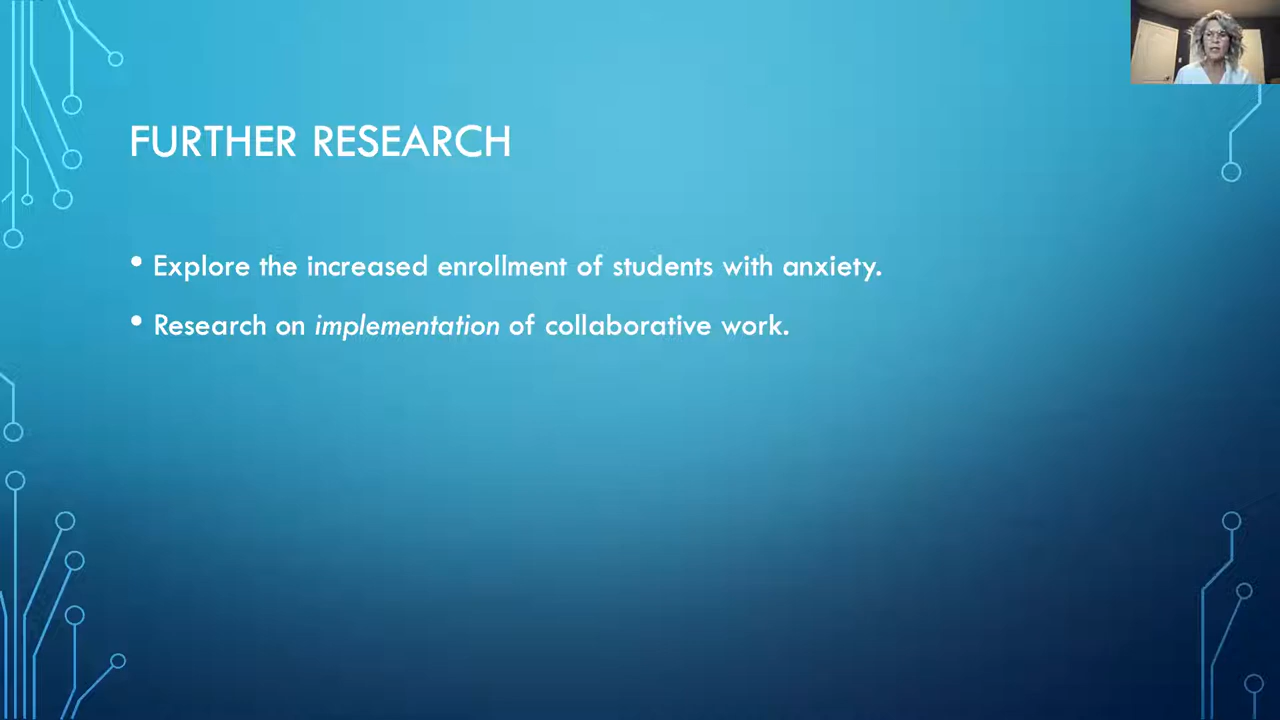 FURTHER RESEARCH
• Explore the increased enrollment of students with anxiety.
• Research on implementation of collaborative work.